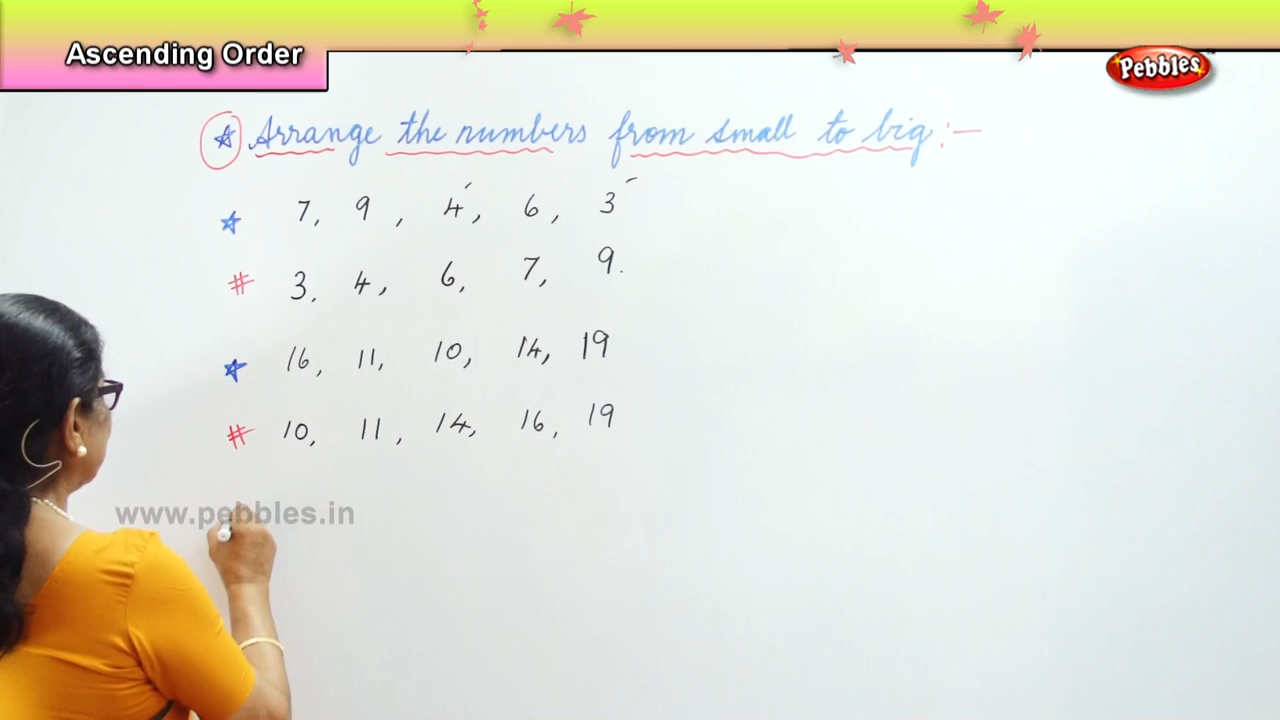 Ascending Order
Pebbles
Arrange the numbers from small to big:-
7, 9, 4, 6, 3
# 3, 4, 6, 7, 9.
16, 11, 10, 14, 19
# 10, 11, 14, 16, 19
www.pebbles.in